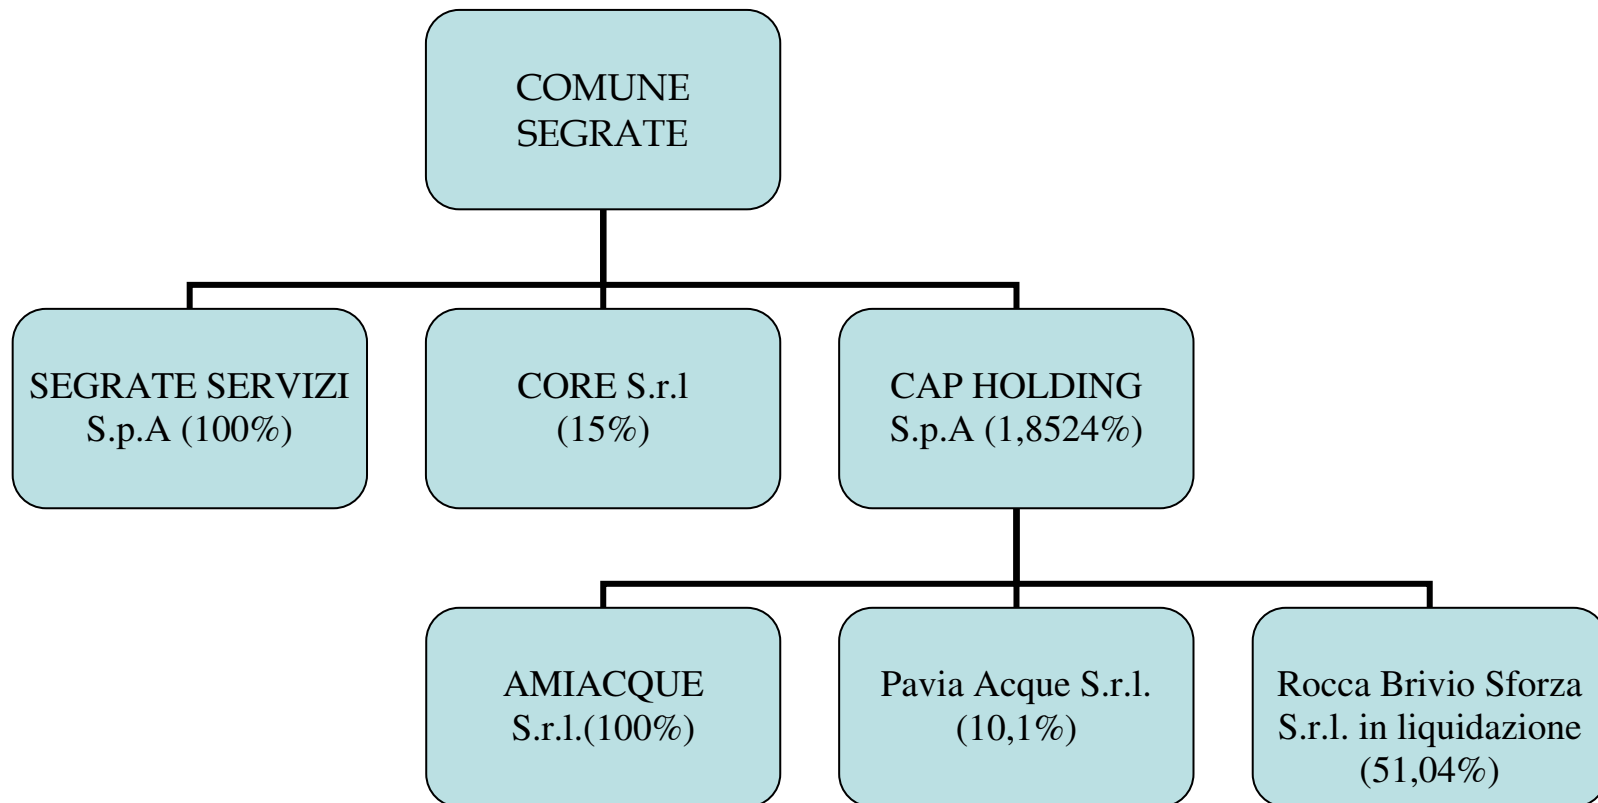 COMUNE
SEGRATE
SEGRATE SERVIZI
S.p.A (100%)
CORE S.r.l
(15%)
CAP HOLDING
S.p.A (1,8524%)
AMIACQUE
S.r.l.(100%)
Pavia Acque S.r.l.
(10,1%)
Rocca Brivio Sforza
S.r.l. in liquidazione
(51,04%)